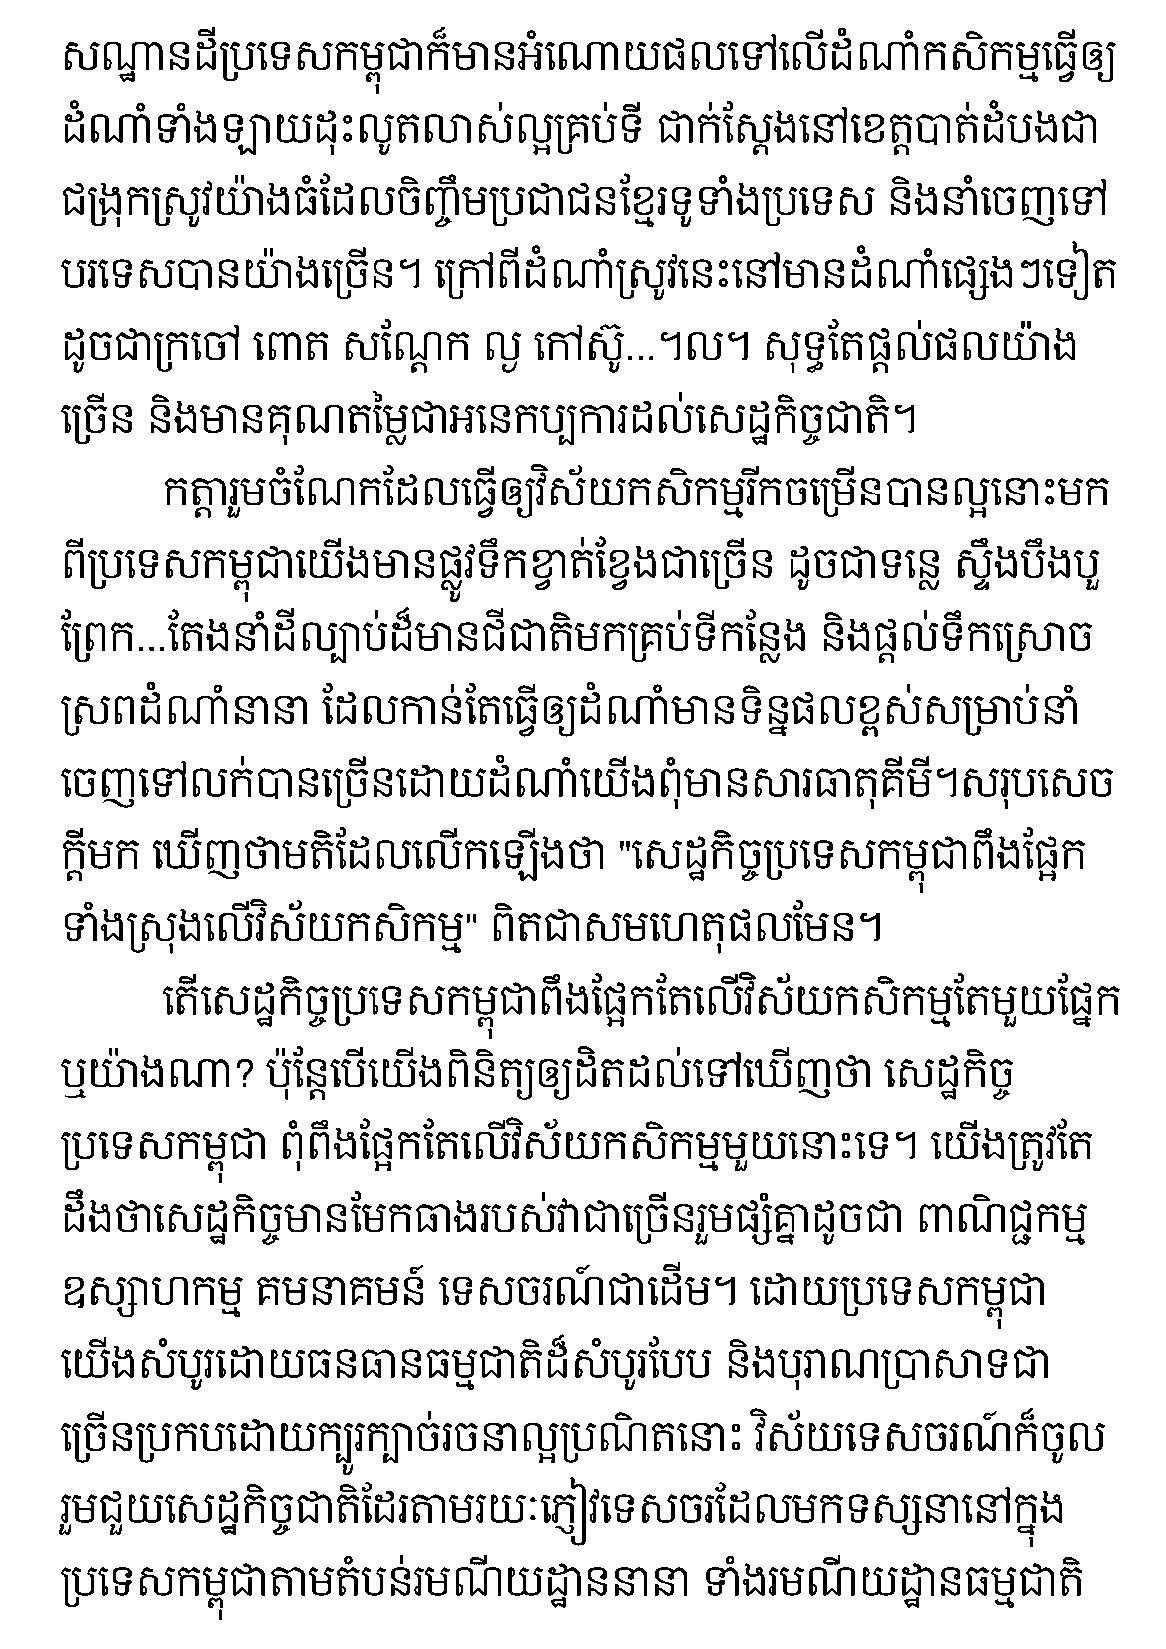 សណ្ឋានដីប្រទេសកម្ពុជាក៏មានអំណោយផលទៅលើដំណាំកសិកម្មធ្វើឲ្យ
ដំណាំទាំងឡាយដុះលូតលាស់ល្អគ្រប់ទី ជាក់ស្តែងនៅខេត្តបាត់ដំបងជា
ជង្រុកស្រូវយ៉ាងធំដែលចិញ្ចឹមប្រជាជនខ្មែរទូទាំងប្រទេស និងនាំចេញទៅ
បរទេសបានយ៉ាងច្រើន។ ក្រៅពីដំណាំស្រូវនេះនៅមានដំណាំផ្សេងៗទៀត
ដូចជាក្រចៅ ពោត សណ្តែក ល្ង កៅស៊ូ...។ល។ សុទ្ធតែផ្តល់ផលយ៉ាង
ច្រើន និងមានគុណតម្លៃជាអនេកប្បការដល់សេដ្ឋកិច្ចជាតិ។
កត្តារួមចំណែកដែលធ្វើឲ្យវិស័យកសិកម្មរីកចម្រើនបានល្អនោះមក
ពីប្រទេសកម្ពុជាយើងមានផ្លូវទឹកខ្វាត់ខ្វែងជាច្រើន ដូចជាទន្លេ ស្ទឹងបឹងបួ
ព្រែក...តែងនាំដីល្បាប់ដ៏មានជីជាតិមកគ្រប់ទីកន្លែង និងផ្តល់ទឹកស្រោច
ស្រពដំណាំនានា ដែលកាន់តែធ្វើឲ្យដំណាំមានទិន្នផលខ្ពស់សម្រាប់នាំ
ចេញទៅលក់បានច្រើនដោយដំណាំយើងពុំមានសារធាតុគីមី។សរុបសេច
ក្តីមក ឃើញថាមតិដែលលើកឡើងថា "សេដ្ឋកិច្ចប្រទេសកម្ពុជាពឹងផ្អែក
ទាំងស្រុងលើវិស័យកសិកម្ម" ពិតជាសមហេតុផលមែន។
តើសេដ្ឋកិច្ចប្រទេសកម្ពុជាពឹងផ្អែកតែលើវិស័យកសិកម្មតែមួយផ្នែក
ឬយ៉ាងណា? ប៉ុន្តែបើយើងពិនិត្យឲ្យដិតដល់ទៅឃើញថា សេដ្ឋកិច្ច
ប្រទេសកម្ពុជា ពុំពឹងផ្អែកតែលើវិស័យកសិកម្មមួយនោះទេ។ យើងត្រូវតែ
ដឹងថាសេដ្ឋកិច្ចមានមែកធាងរបស់វាជាច្រើនរួមផ្សំគ្នាដូចជា ពាណិជ្ជកម្ម
ឧស្សាហកម្ម គមនាគមន៍ ទេសចរណ៍ជាដើម។ ដោយប្រទេសកម្ពុជា
យើងសំបូរដោយធនធានធម្មជាតិដ៏សំបូរបែប និងបុរាណប្រាសាទជា
ច្រើនប្រកបដោយក្បូរក្បាច់រចនាល្អប្រណិតនោះ វិស័យទេសចរណ៍ក៏ចូល
រួមជួយសេដ្ឋកិច្ចជាតិដែរតាមរយៈភ្ញៀវទេសចរដែលមកទស្សនានៅក្នុង
ប្រទេសកម្ពុជាតាមតំបន់រមណីយដ្ឋាននានា ទាំងរមណីយដ្ឋានធម្មជាតិ